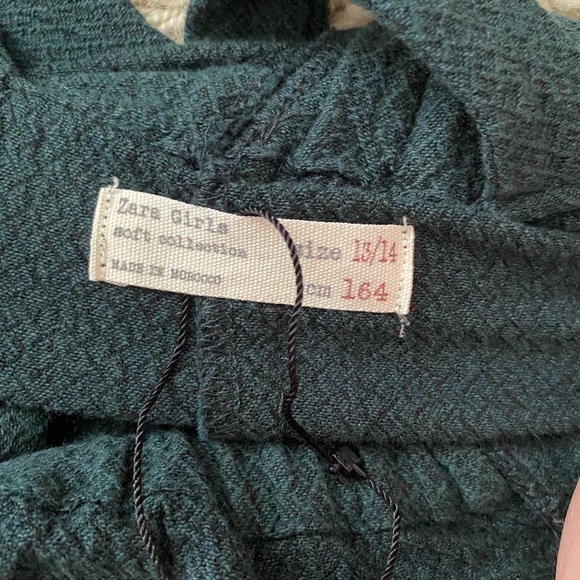 Zara Girls
soft collection
MADE IN MOROCCO
size 13/14
cm 164